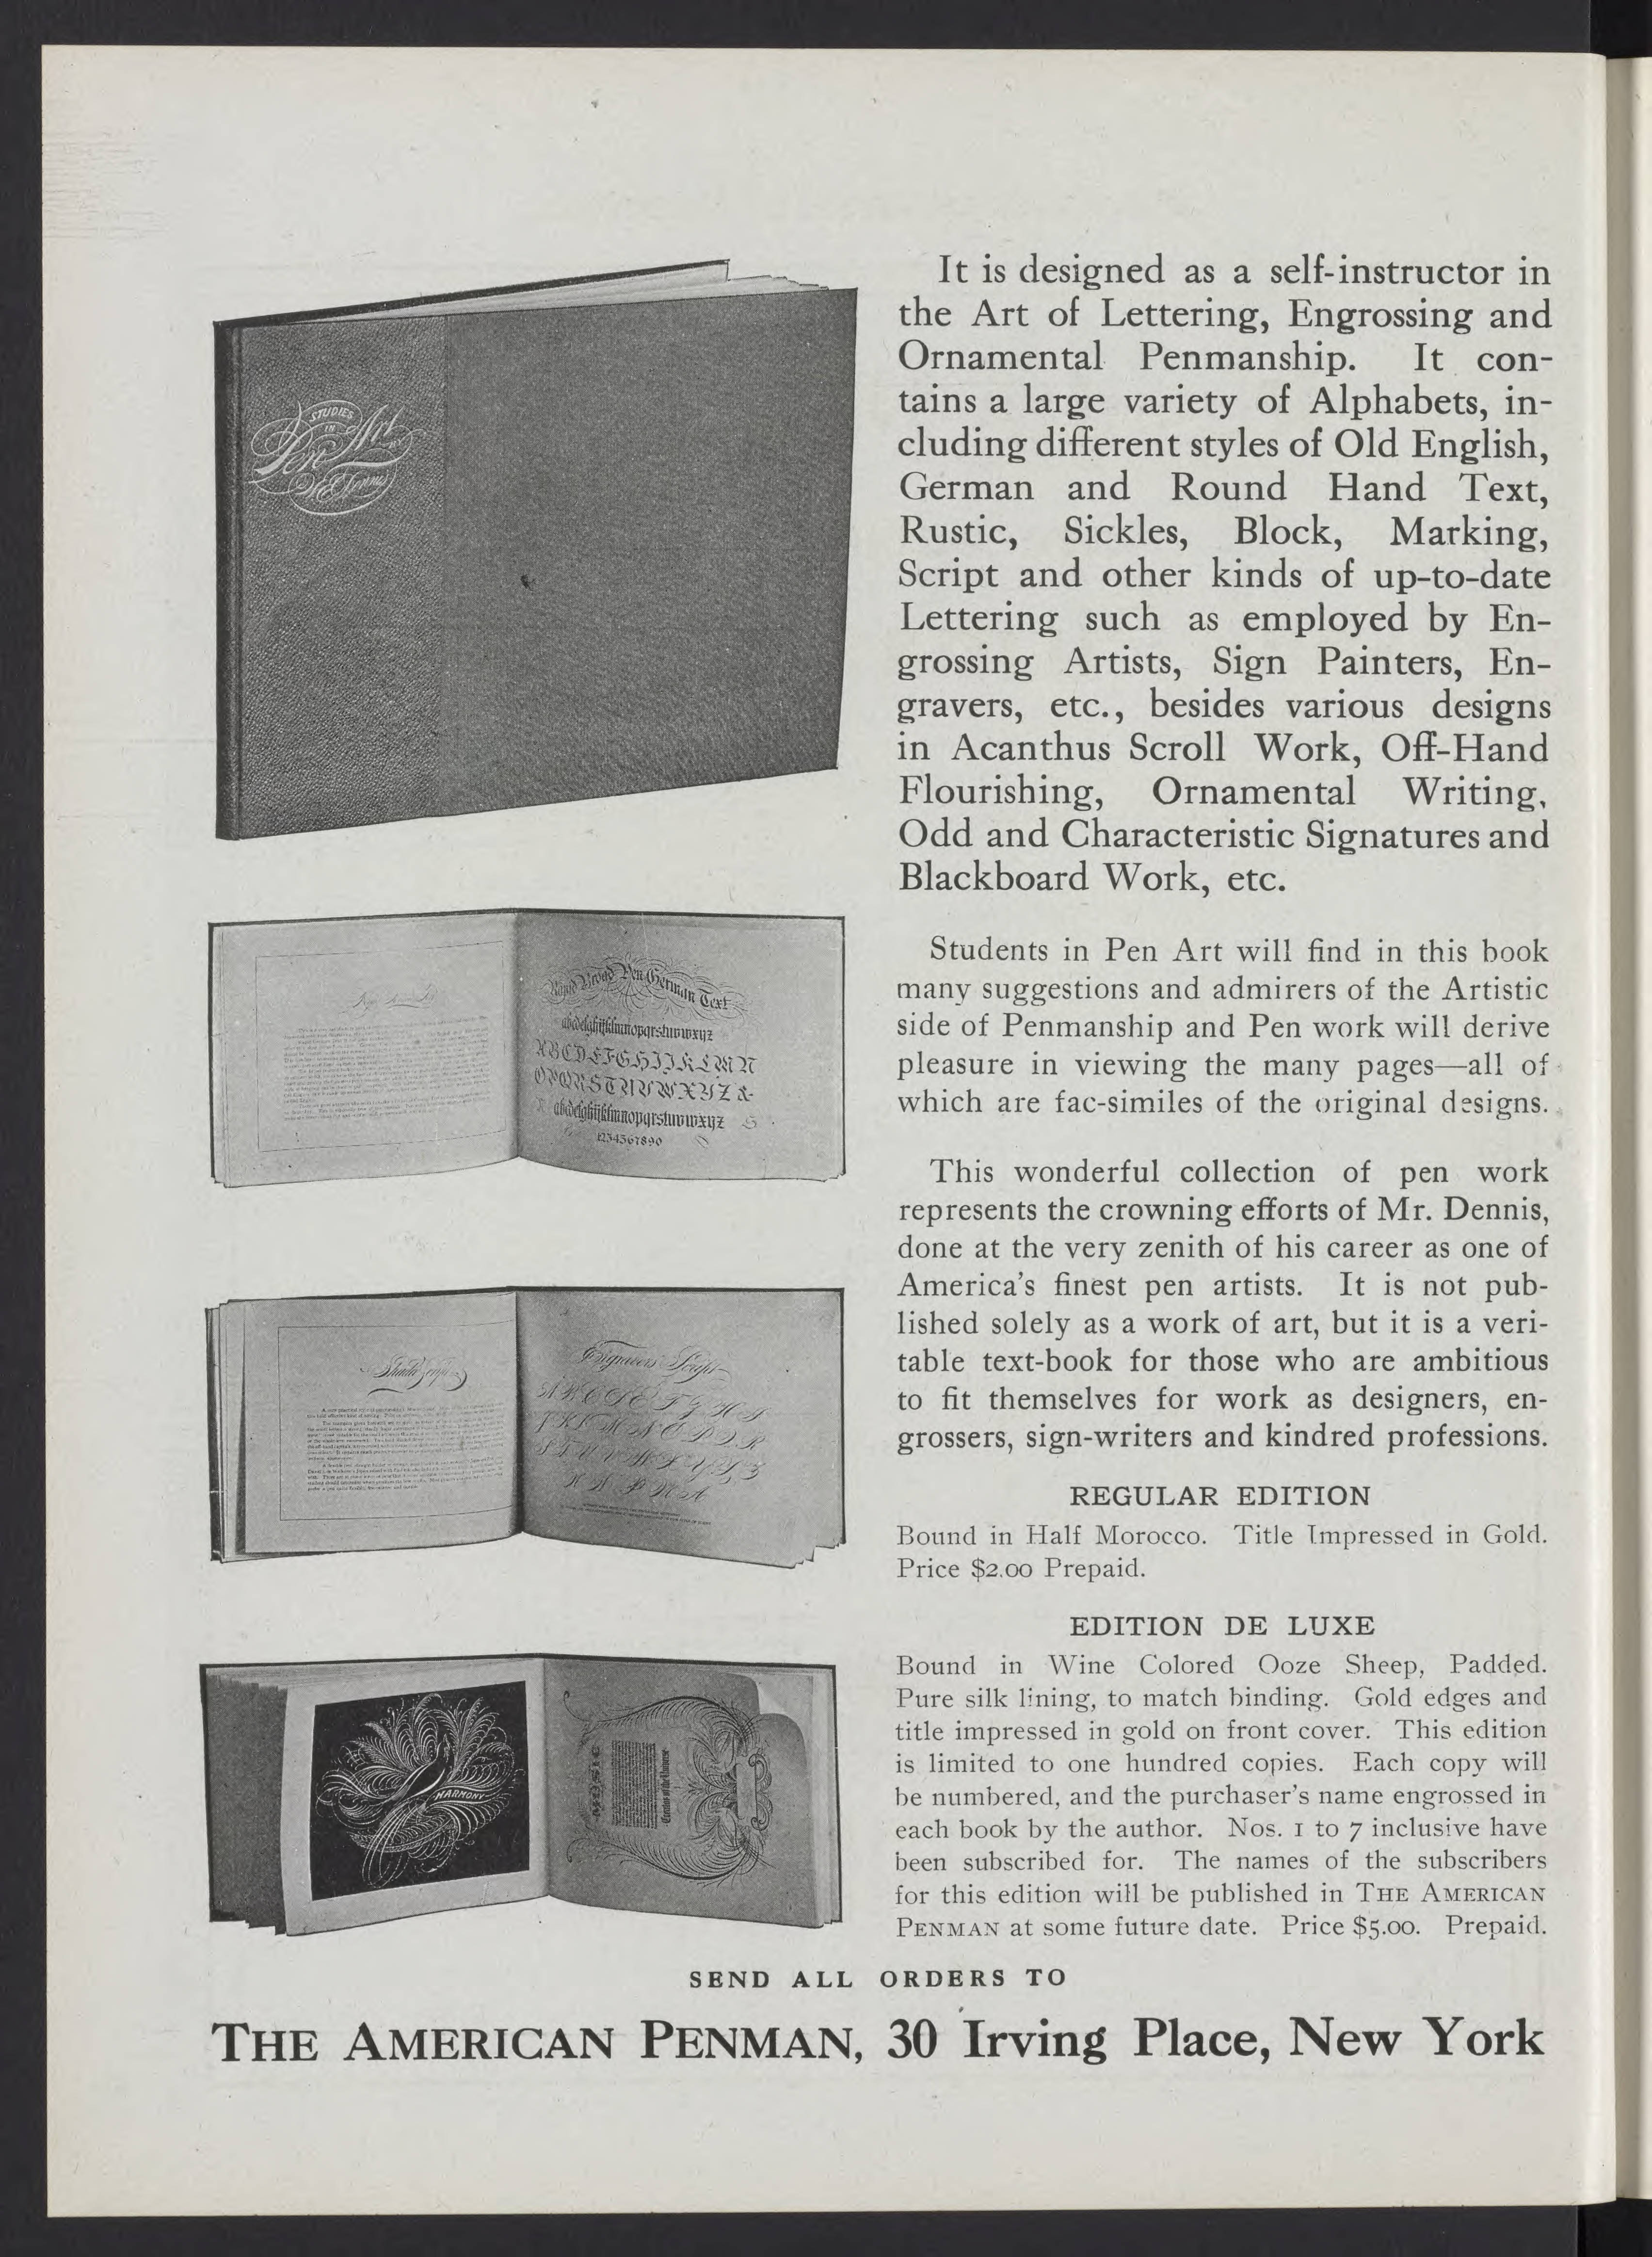 STUDIES
IN
Pen Art
BY
W. E. Dennis
It is designed as a self-instructor in
the Art of Lettering, Engrossing and
Ornamental Penmanship. It con-
tains a large variety of Alphabets, in-
cluding different styles of Old English,
German and Round Hand Text,
Rustic, Sickles, Block, Marking,
Script and other kinds of up-to-date
Lettering such as employed by En-
grossing Artists, Sign Painters, En-
gravers, etc., besides various designs
in Acanthus Scroll Work, Off-Hand
Flourishing, Ornamental Writing,
Odd and Characteristic Signatures and
Blackboard Work, etc.
Rapid Broad Pen German Text
abcdefghijklmnopqrstuvwxyz
ABCDEFGHIJKLMN
OPQRSTUVWXYZ&
abcdefghijklmnopqrstuvwxyz
1234567890
Students in Pen Art will find in this book
many suggestions and admirers of the Artistic
side of Penmanship and Pen work will derive
pleasure in viewing the many pages—all of
which are fac-similes of the original designs.
This wonderful collection of pen work
represents the crowning efforts of Mr. Dennis,
done at the very zenith of his career as one of
America's finest pen artists. It is not pub-
lished solely as a work of art, but it is a veri-
table text-book for those who are ambitious
to fit themselves for work as designers, en-
grossers, sign-writers and kindred professions.
Engravers' Script
REGULAR EDITION
Bound in Half Morocco. Title Impressed in Gold.
Price $2.00 Prepaid.
EDITION DE LUXE
Bound in Wine Colored Ooze Sheep, Padded.
Pure silk lining, to match binding. Gold edges and
title impressed in gold on front cover. This edition
is limited to one hundred copies. Each copy will
be numbered, and the purchaser's name engrossed in
each book by the author. Nos. 1 to 7 inclusive have
been subscribed for. The names of the subscribers
for this edition will be published in THE AMERICAN
PENMAN at some future date. Price $5.00. Prepaid.
HARMONY
MUSIC
SEND ALL ORDERS TO
THE AMERICAN PENMAN, 30 Irving Place, New York